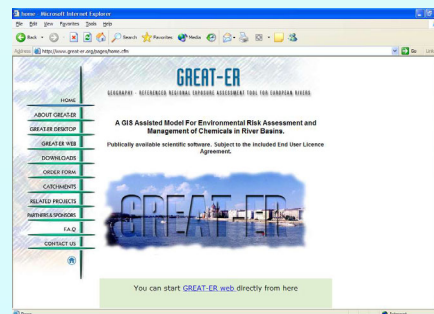 home - Microsoft Internet Explorer
File Edit View Favorites Tools Help
Back Search Favorites Media
Address http://www.great-er.org/pages/home.cfm Go
GREAT-ER
GEOGRAPHY - REFERENCED REGIONAL EXPOSURE ASSESSMENT TOOL FOR EUROPEAN RIVERS
HOME
ABOUT GREAT-ER
GREAT-ER DESKTOP
GREAT-ER WEB
DOWNLOADS
ORDER FORM
CATCHMENTS
RELATED PROJECTS
PARTNERS & SPONSORS
F.A.Q
CONTACT US
A GIS Assisted Model For Environmental Risk Assessment and
Management of Chemicals in River Basins.
Publically available scientific software. Subject to the included End User Licence
Agreement.
GREAT-ER
You can start GREAT-ER web directly from here